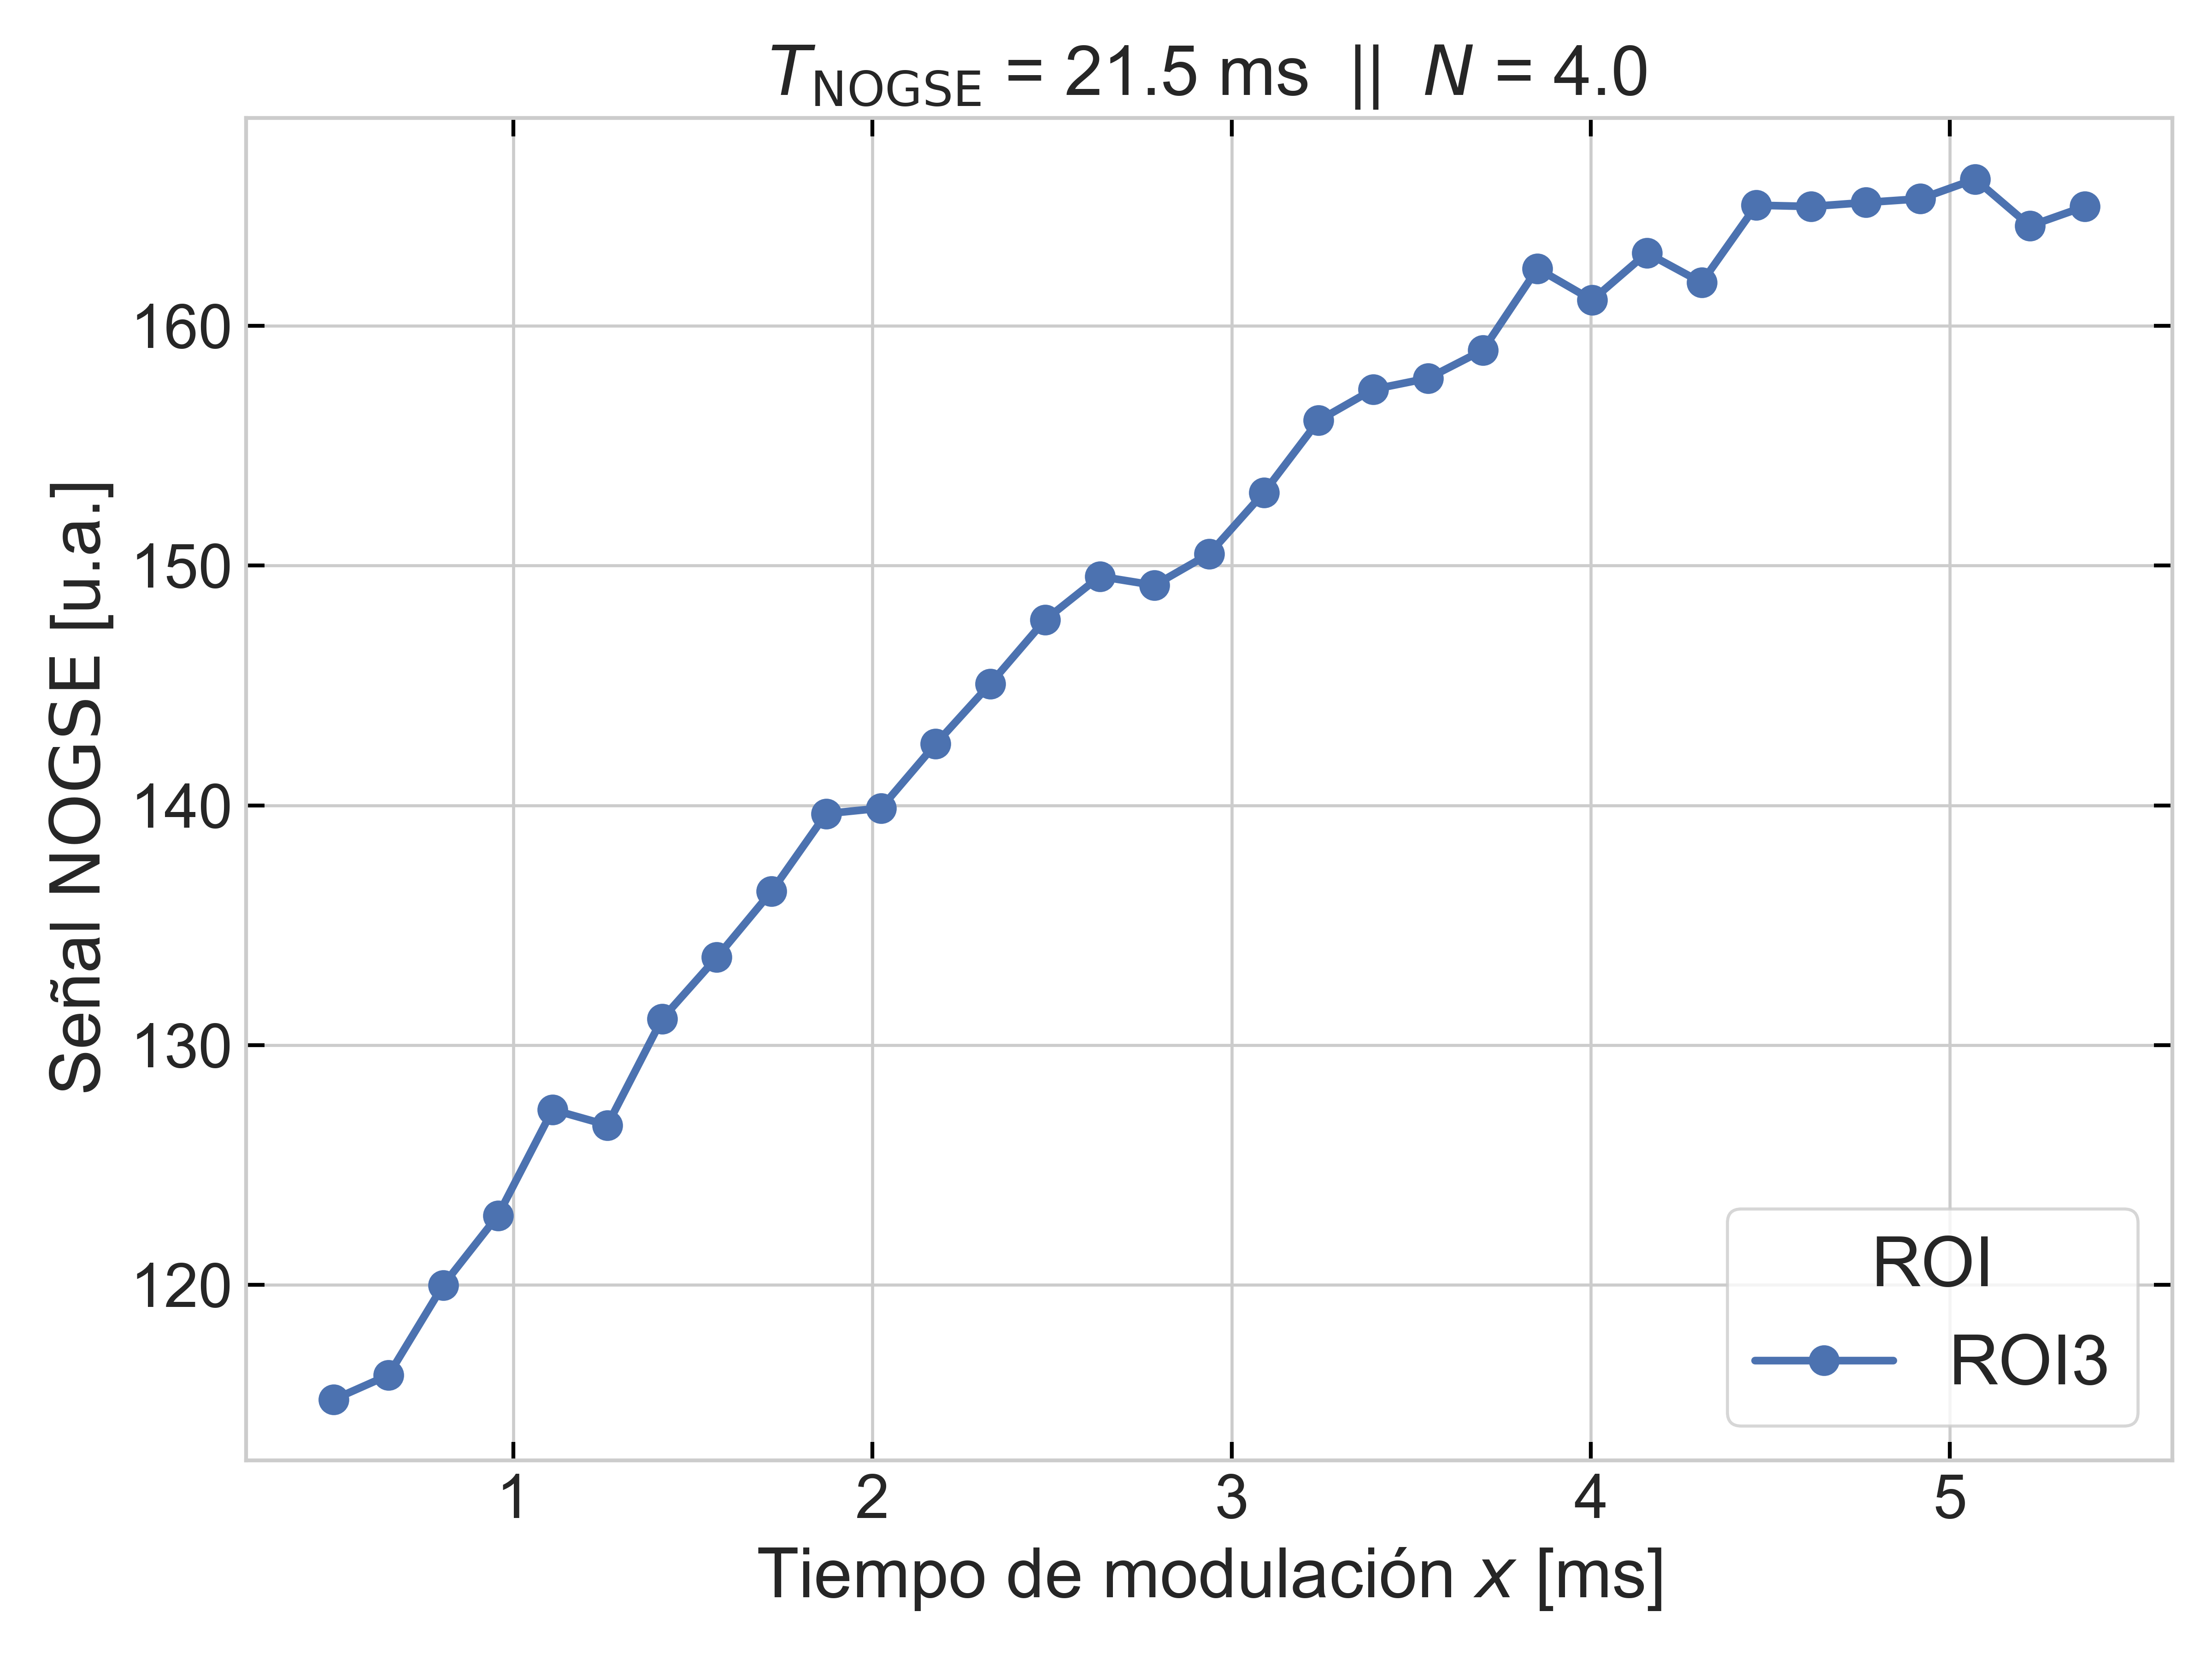 T_NOGSE = 21.5 ms || N = 4.0
Señal NOGSE [u.a.]
160
150
140
130
120
ROI
ROI3
1 2 3 4 5
Tiempo de modulación x [ms]